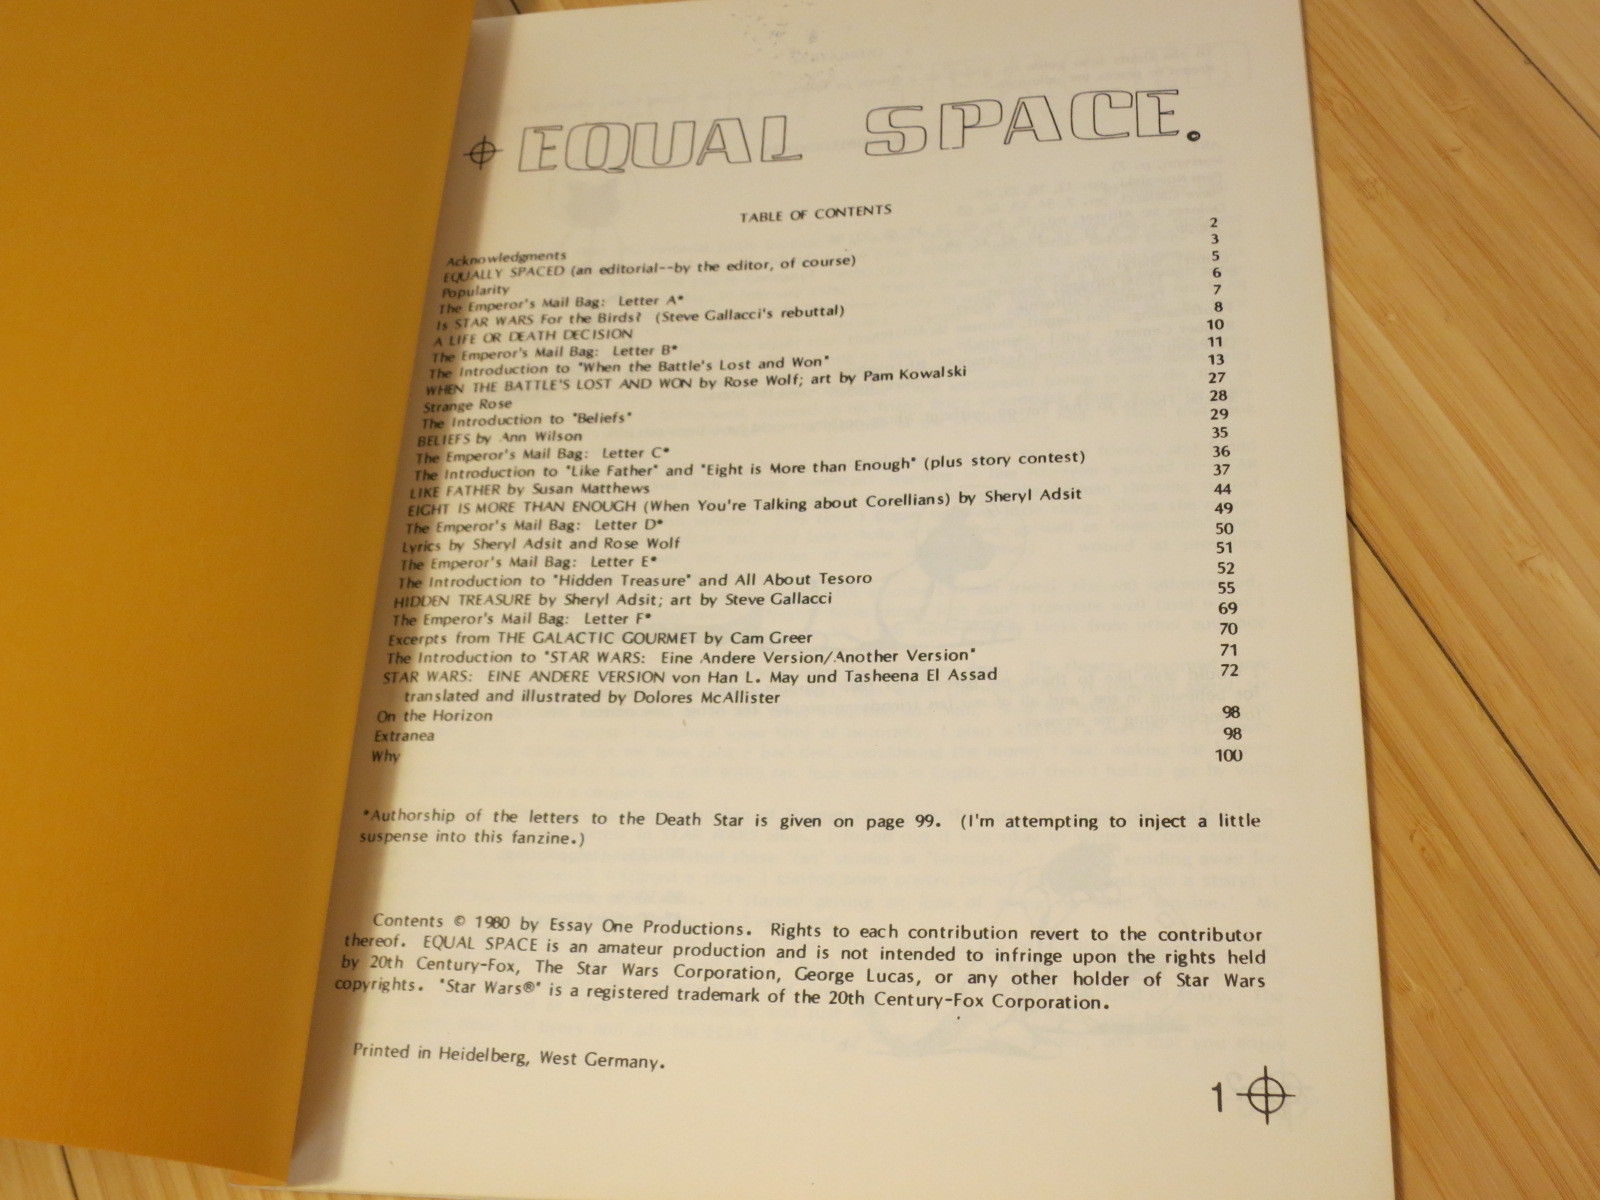 EQUAL SPACE.
TABLE OF CONTENTS
Acknowledgments 2
EQUALLY SPACED (an editorial--by the editor, of course) 3
Popularity 5
The Emperor's Mail Bag: Letter A* 6
Is STAR WARS For the Birds? (Steve Gallacci's rebuttal) 7
A LIFE OR DEATH DECISION 8
The Emperor's Mail Bag: Letter B* 10
The Introduction to "When the Battle's Lost and Won" 11
WHEN THE BATTLE'S LOST AND WON by Rose Wolf; art by Pam Kowalski 13
Strange Rose 27
The Introduction to "Beliefs" 28
BELIEFS by Ann Wilson 29
The Emperor's Mail Bag: Letter C* 35
The Introduction to "Like Father" and "Eight is More than Enough" (plus story contest) 36
LIKE FATHER by Susan Matthews 37
EIGHT IS MORE THAN ENOUGH (When You're Talking about Corellians) by Sheryl Adsit 44
The Emperor's Mail Bag: Letter D* 49
Lyrics by Sheryl Adsit and Rose Wolf 50
The Emperor's Mail Bag: Letter E* 51
The Introduction to "Hidden Treasure" and All About Tesoro 52
HIDDEN TREASURE by Sheryl Adsit; art by Steve Gallacci 55
The Emperor's Mail Bag: Letter F* 69
Excerpts from THE GALACTIC GOURMET by Cam Greer 70
The Introduction to "STAR WARS: Eine Andere Version/Another Version" 71
STAR WARS: EINE ANDERE VERSION von Han L. May und Tasheena El Assad 72
translated and illustrated by Dolores McAllister
On the Horizon 98
Extranea 98
Why 100
*Authorship of the letters to the Death Star is given on page 99. (I'm attempting to inject a little
suspense into this fanzine.)
Contents © 1980 by Essay One Productions. Rights to each contribution revert to the contributor
thereof. EQUAL SPACE is an amateur production and is not intended to infringe upon the rights held
by 20th Century-Fox, The Star Wars Corporation, George Lucas, or any other holder of Star Wars
copyrights. "Star Wars®" is a registered trademark of the 20th Century-Fox Corporation.
Printed in Heidelberg, West Germany.
1